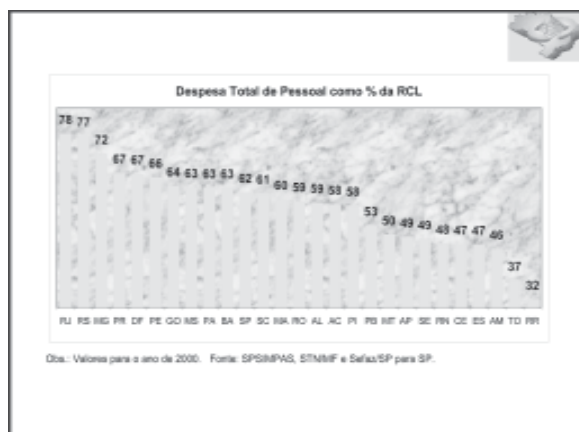 Despesa Total de Pessoal como % da RCL
78 77 72 67 67 66 64 63 63 63 62 61 60 59 59 58 58 53 50 49 49 48 47 47 46 37 32
RJ RS MG PR DF PE GO MS PA BA SP SC MA RO AL AC PI PB MT AP SE RN CE ES AM TO RR
Obs.: Valores para o ano de 2000. Fonte: SPS/MPAS, STN/MF e Sefaz/SP para SP.